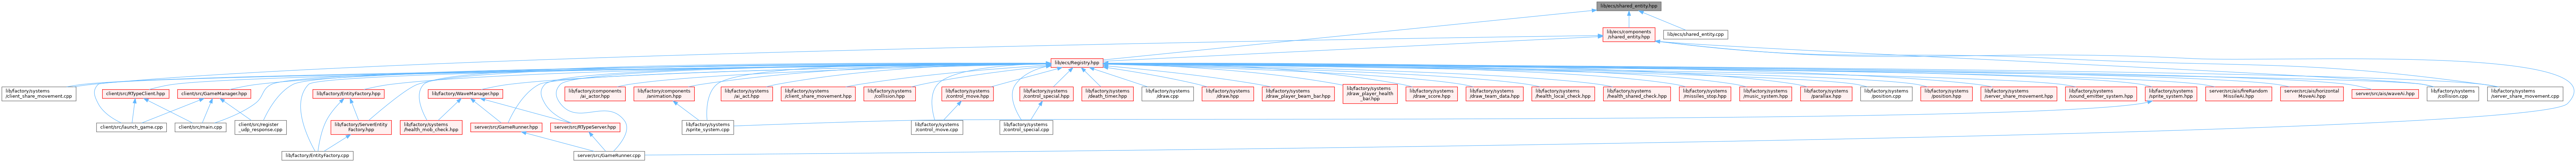 lib/ecs/shared_entity.hpp
lib/ecs/components
/shared_entity.hpp
lib/ecs/shared_entity.cpp
lib/ecs/Registry.hpp
lib/factory/systems
/client_share_movement.cpp
client/src/RTypeClient.hpp
client/src/GameManager.hpp
lib/factory/EntityFactory.hpp
lib/factory/WaveManager.hpp
lib/factory/components
/ai_actor.hpp
lib/factory/components
/animation.hpp
lib/factory/systems
/ai_act.hpp
lib/factory/systems
/client_share_movement.hpp
lib/factory/systems
/collision.hpp
lib/factory/systems
/control_move.hpp
lib/factory/systems
/control_special.hpp
lib/factory/systems
/death_timer.hpp
lib/factory/systems
/draw.cpp
lib/factory/systems
/draw.hpp
lib/factory/systems
/draw_player_beam_bar.hpp
lib/factory/systems
/draw_player_health
_bar.hpp
lib/factory/systems
/draw_score.hpp
lib/factory/systems
/draw_team_data.hpp
lib/factory/systems
/health_local_check.hpp
lib/factory/systems
/health_shared_check.hpp
lib/factory/systems
/missiles_stop.hpp
lib/factory/systems
/music_system.hpp
lib/factory/systems
/parallax.hpp
lib/factory/systems
/position.cpp
lib/factory/systems
/position.hpp
lib/factory/systems
/server_share_movement.hpp
lib/factory/systems
/sound_emitter_system.hpp
lib/factory/systems
/sprite_system.hpp
server/src/ais/fireRandom
MissileAi.hpp
server/src/ais/horizontal
MoveAi.hpp
server/src/ais/waveAi.hpp
lib/factory/systems
/collision.cpp
lib/factory/systems
/server_share_movement.cpp
client/src/launch_game.cpp
client/src/main.cpp
client/src/register
_udp_response.cpp
lib/factory/ServerEntity
Factory.hpp
lib/factory/systems
/health_mob_check.hpp
server/src/GameRunner.hpp
server/src/RTypeServer.hpp
lib/factory/systems
/sprite_system.cpp
lib/factory/systems
/control_move.cpp
lib/factory/systems
/control_special.cpp
lib/factory/EntityFactory.cpp
server/src/GameRunner.cpp